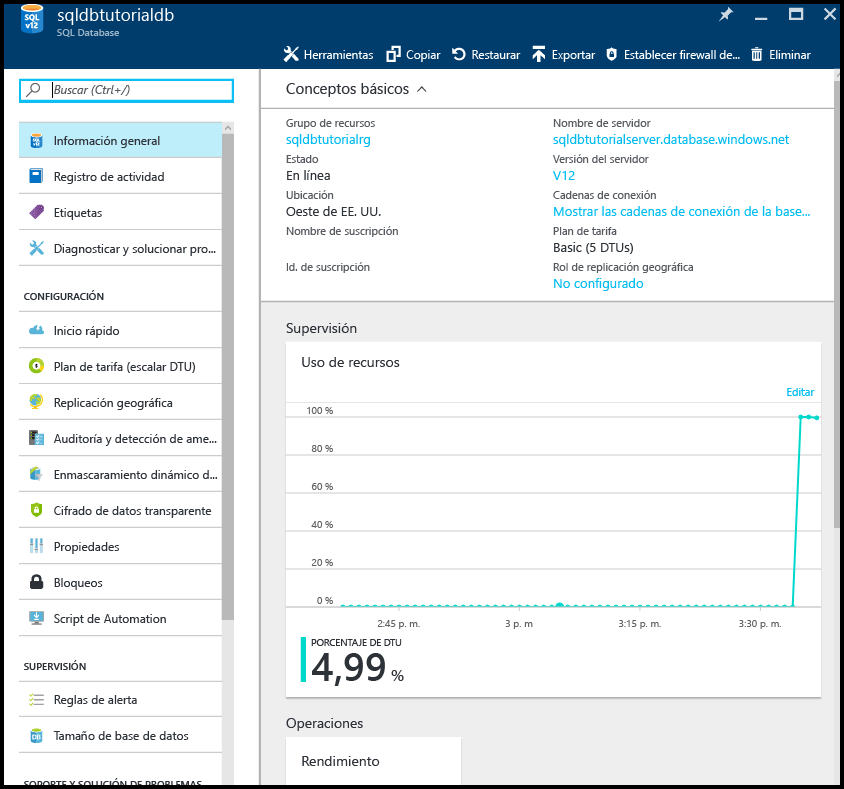 SQL v12
sqldbtutorialdb
SQL Database
Herramientas Copiar Restaurar Exportar Establecer firewall de... Eliminar
Buscar (Ctrl+/)
Información general
Registro de actividad
Etiquetas
Diagnosticar y solucionar pro...
CONFIGURACIÓN
Inicio rápido
Plan de tarifa (escalar DTU)
Replicación geográfica
Auditoría y detección de ame...
Enmascaramiento dinámico d...
Cifrado de datos transparente
Propiedades
Bloqueos
Script de Automation
SUPERVISIÓN
Reglas de alerta
Tamaño de base de datos
SOPORTE Y SOLUCIÓN DE PROBLEMAS
Conceptos básicos
Grupo de recursos
sqldbtutorialrg
Estado
En línea
Ubicación
Oeste de EE. UU.
Nombre de suscripción
Id. de suscripción
Nombre de servidor
sqldbtutorialserver.database.windows.net
Versión del servidor
V12
Cadenas de conexión
Mostrar las cadenas de conexión de la base...
Plan de tarifa
Basic (5 DTUs)
Rol de replicación geográfica
No configurado
Supervisión
Uso de recursos
Editar
100 %
80 %
60 %
40 %
20 %
0 %
2:45 p. m. 3 p. m 3:15 p. m. 3:30 p. m.
PORCENTAJE DE DTU
4,99 %
Operaciones
Rendimiento